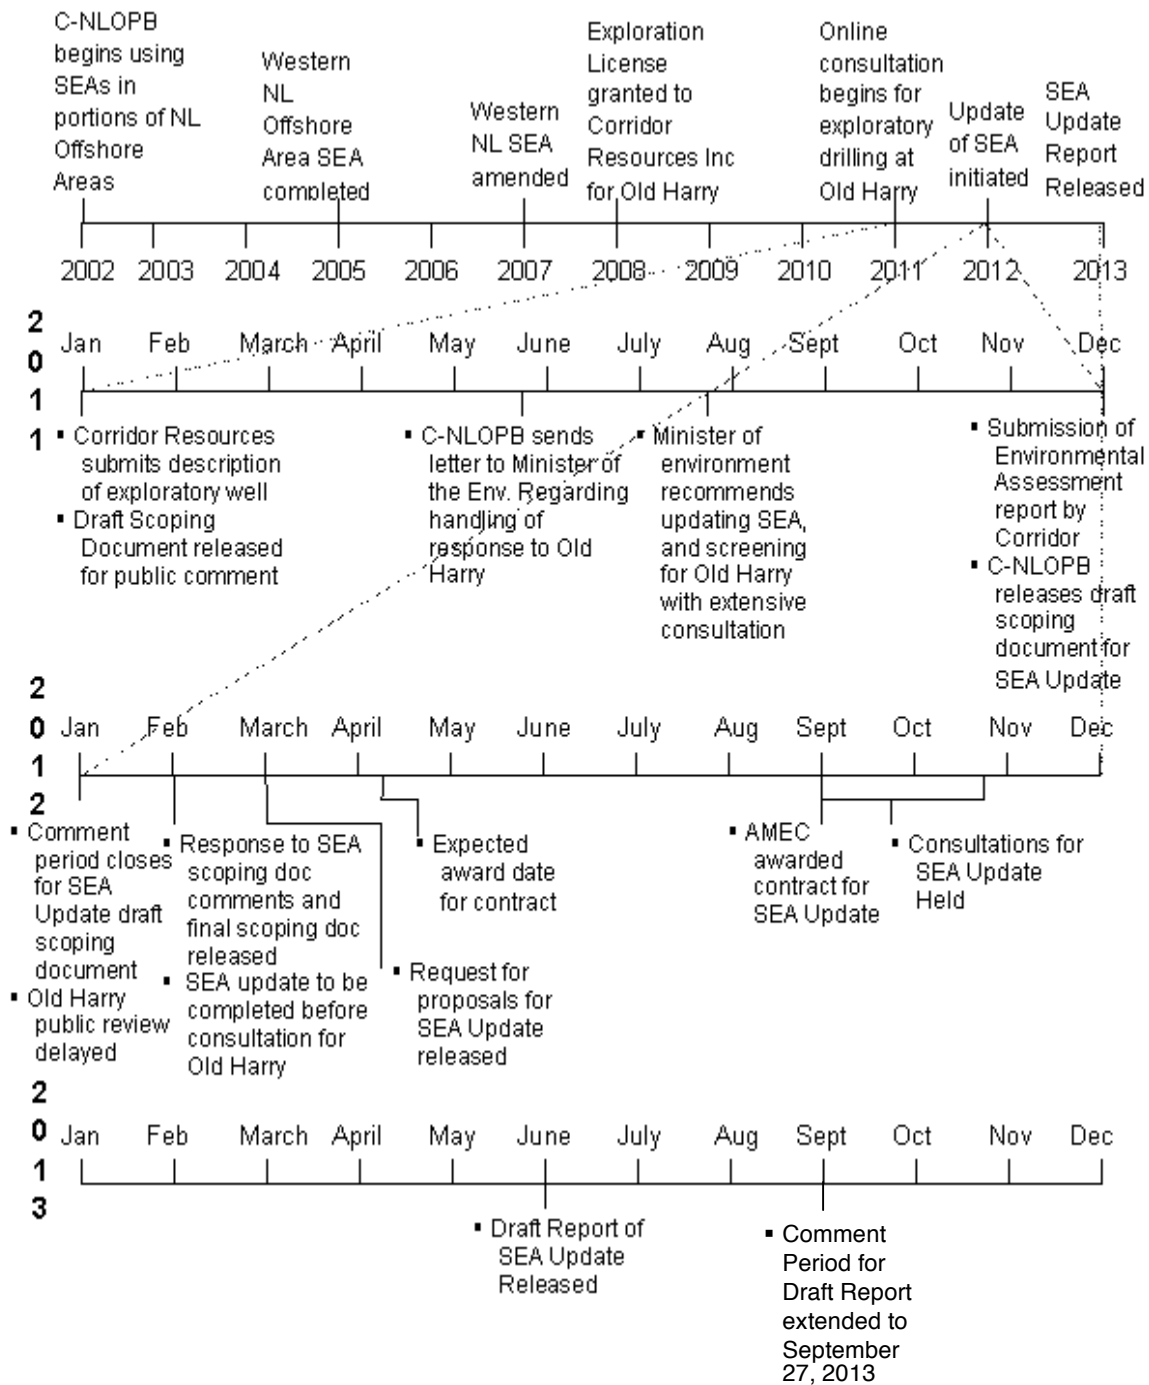 C-NLOPB
begins using
SEAs in
portions of NL
Offshore
Areas
Western
NL
Offshore
Area SEA
completed
Western
NL SEA
amended
Exploration
License
granted to
Corridor
Resources Inc
for Old Harry
Online
consultation
begins for
exploratory
drilling at
Old Harry
Update
of SEA
initiated
SEA
Update
Report
Released
2002 2003 2004 2005 2006 2007 2008 2009 2010 2011 2012 2013
2
0
1
1
Jan Feb March April May June July Aug Sept Oct Nov Dec
▪ Corridor Resources
submits description
of exploratory well
▪ Draft Scoping
Document released
for public comment
▪ C-NLOPB sends
letter to Minister of
the Env. Regarding
handling of
response to Old
Harry
▪ Minister of
environment
recommends
updating SEA,
and screening
for Old Harry
with extensive
consultation
▪ Submission of
Environmental
Assessment
report by
Corridor
▪ C-NLOPB
releases draft
scoping
document for
SEA Update
2
0
1
2
Jan Feb March April May June July Aug Sept Oct Nov Dec
▪ Comment
period closes
for SEA
Update draft
scoping
document
▪ Old Harry
public review
delayed
▪ Response to SEA
scoping doc
comments and
final scoping doc
released
▪ SEA update to be
completed before
consultation for
Old Harry
▪ Request for
proposals for
SEA Update
released
▪ Expected
award date
for contract
▪ AMEC
awarded
contract for
SEA Update
▪ Consultations for
SEA Update
Held
2
0
1
3
Jan Feb March April May June July Aug Sept Oct Nov Dec
▪ Draft Report of
SEA Update
Released
▪ Comment
Period for
Draft Report
extended to
September
27, 2013